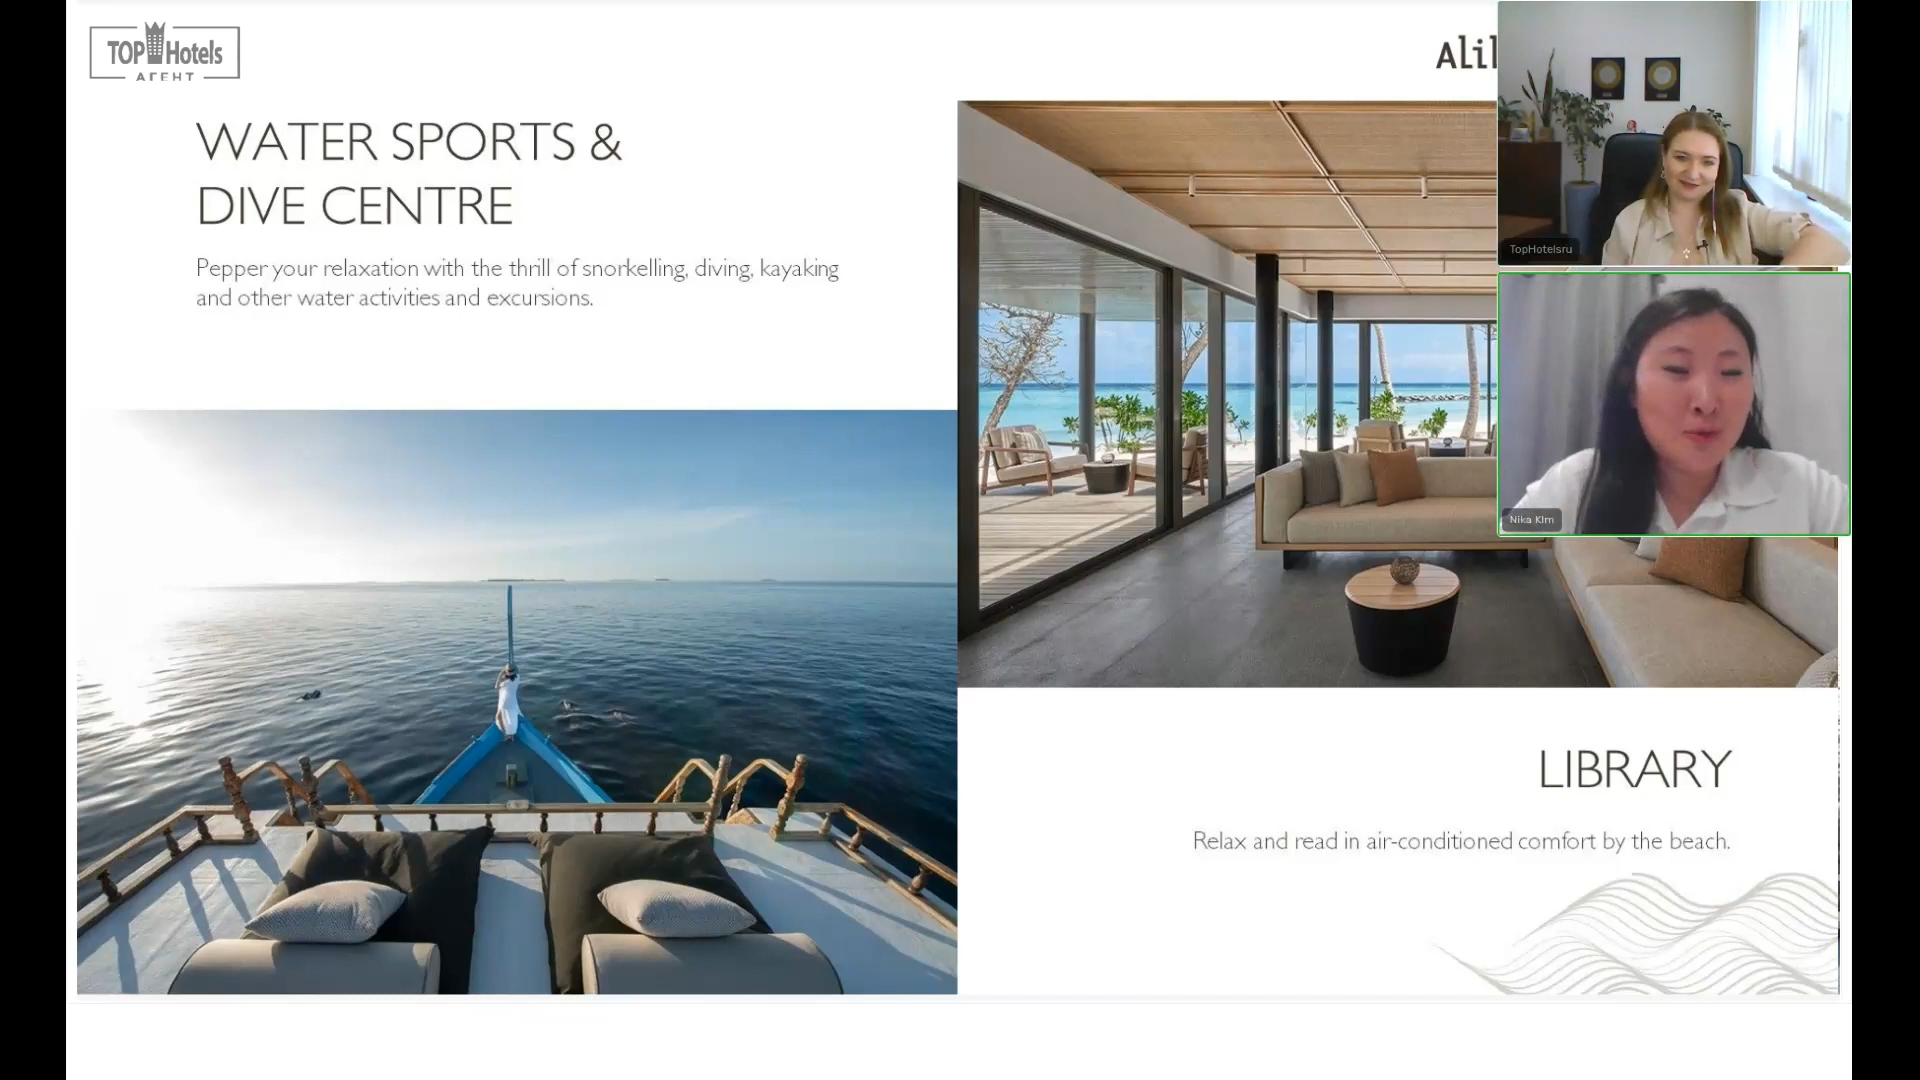 TOP Hotels
АГЕНТ
WATER SPORTS &
DIVE CENTRE
Pepper your relaxation with the thrill of snorkelling, diving, kayaking
and other water activities and excursions.
TopHotelsru
Nika KIm
LIBRARY
Relax and read in air-conditioned comfort by the beach.